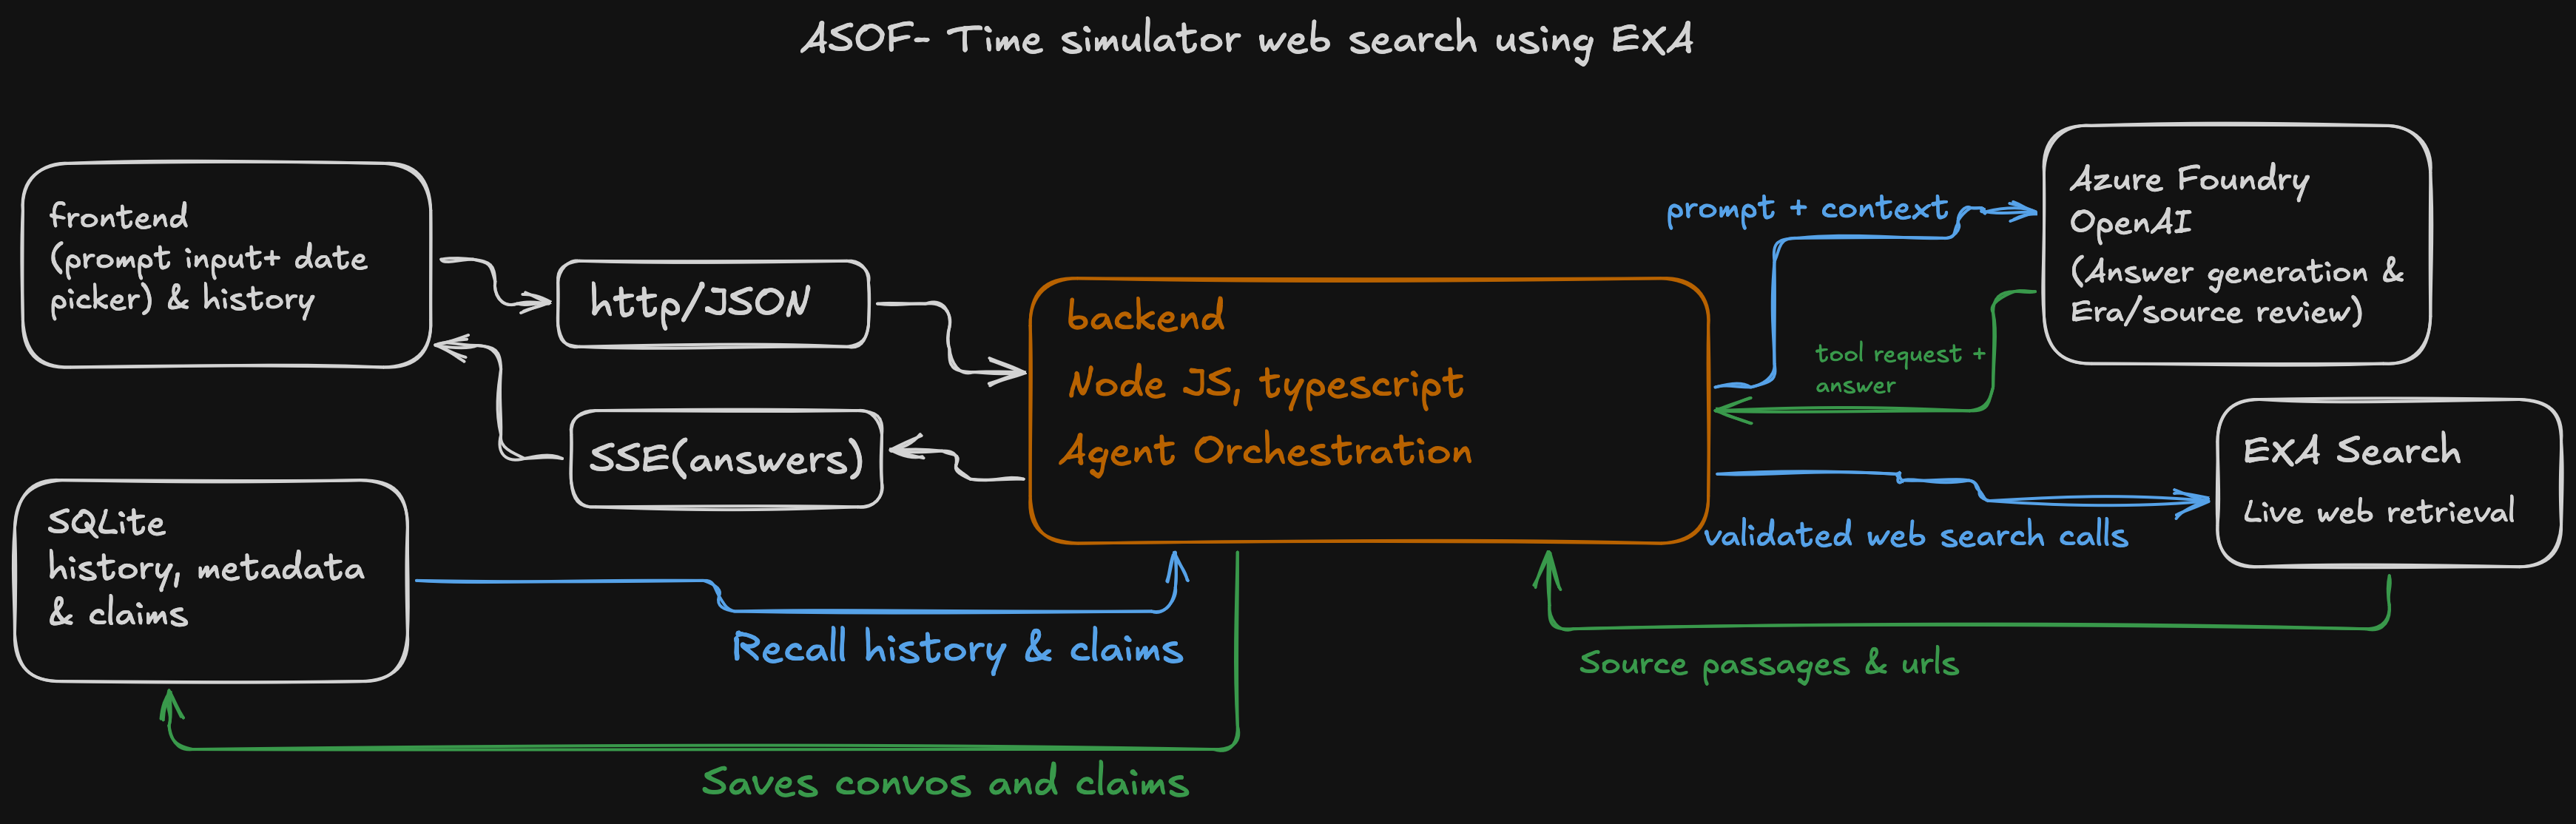 ASOF- Time simulator web search using EXA
frontend
(prompt input+ date
picker) & history
http/JSON
SSE(answers)
SQLite
history, metadata
& claims
Recall history & claims
Saves convos and claims
backend
Node JS, typescript
Agent Orchestration
prompt + context
tool request +
answer
Azure Foundry
OpenAI
(Answer generation &
Era/source review)
validated web search calls
EXA Search
Live web retrieval
Source passages & urls